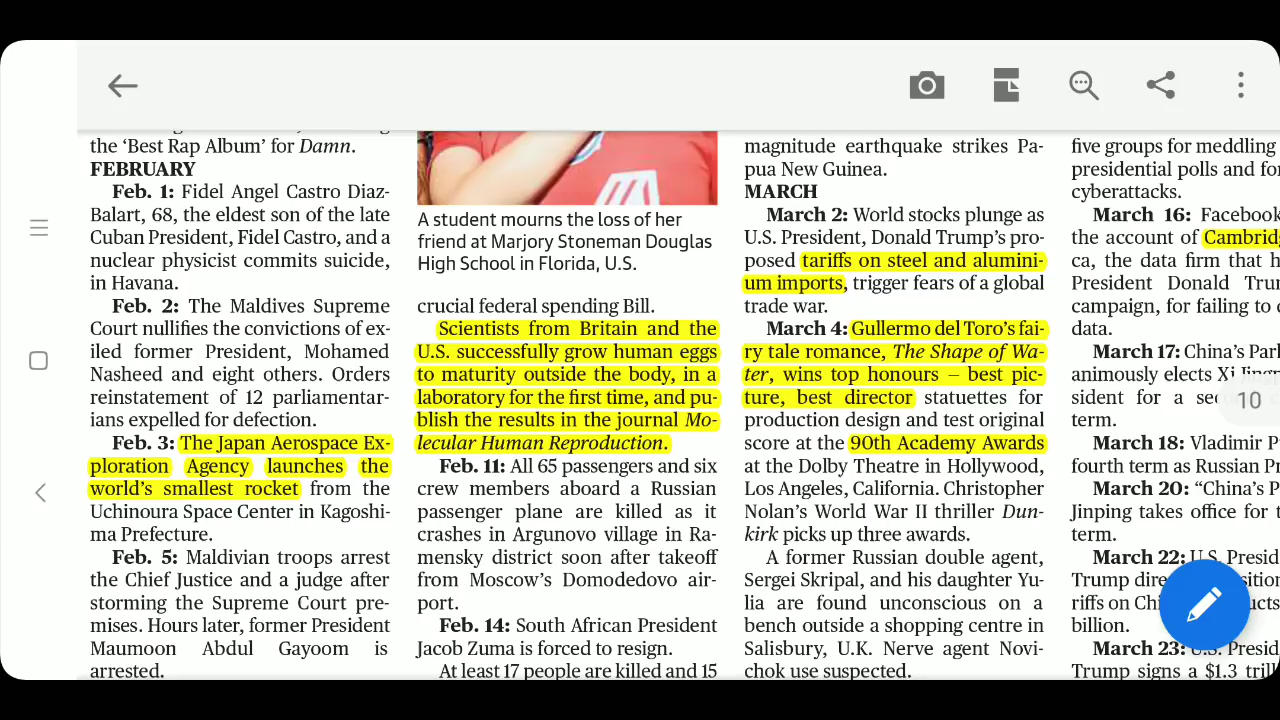 the ‘Best Rap Album’ for Damn.
FEBRUARY
Feb. 1: Fidel Angel Castro Diaz-
Balart, 68, the eldest son of the late
Cuban President, Fidel Castro, and a
nuclear physicist commits suicide,
in Havana.
Feb. 2: The Maldives Supreme
Court nullifies the convictions of ex-
iled former President, Mohamed
Nasheed and eight others. Orders
reinstatement of 12 parliamentar-
ians expelled for defection.
Feb. 3: The Japan Aerospace Ex-
ploration Agency launches the
world’s smallest rocket from the
Uchinoura Space Center in Kagoshi-
ma Prefecture.
Feb. 5: Maldivian troops arrest
the Chief Justice and a judge after
storming the Supreme Court pre-
mises. Hours later, former President
Maumoon Abdul Gayoom is
arrested.
A student mourns the loss of her
friend at Marjory Stoneman Douglas
High School in Florida, U.S.
crucial federal spending Bill.
Scientists from Britain and the
U.S. successfully grow human eggs
to maturity outside the body, in a
laboratory for the first time, and pu-
blish the results in the journal Mo-
lecular Human Reproduction.
Feb. 11: All 65 passengers and six
crew members aboard a Russian
passenger plane are killed as it
crashes in Argunovo village in Ra-
mensky district soon after takeoff
from Moscow’s Domodedovo air-
port.
Feb. 14: South African President
Jacob Zuma is forced to resign.
At least 17 people are killed and 15
magnitude earthquake strikes Pa-
pua New Guinea.
MARCH
March 2: World stocks plunge as
U.S. President, Donald Trump’s pro-
posed tariffs on steel and alumini-
um imports, trigger fears of a global
trade war.
March 4: Gullermo del Toro’s fai-
ry tale romance, The Shape of Wa-
ter, wins top honours – best pic-
ture, best director statuettes for
production design and test original
score at the 90th Academy Awards
at the Dolby Theatre in Hollywood,
Los Angeles, California. Christopher
Nolan’s World War II thriller Dun-
kirk picks up three awards.
A former Russian double agent,
Sergei Skripal, and his daughter Yu-
lia are found unconscious on a
bench outside a shopping centre in
Salisbury, U.K. Nerve agent Novi-
chok use suspected.
five groups for meddling
presidential polls and for
cyberattacks.
March 16: Facebook
the account of Cambridg
ca, the data firm that h
President Donald Trum
campaign, for failing to
data.
March 17: China’s Parl
animously elects Xi Jinping
sident for a sec
term.
March 18: Vladimir P
fourth term as Russian Pr
March 20: “China’s P
Jinping takes office for
term.
March 22: U.S. Presid
Trump dire
riffs on Chi
billion.
March 23: U.S. Presid
Trump signs a $1.3 trill
10